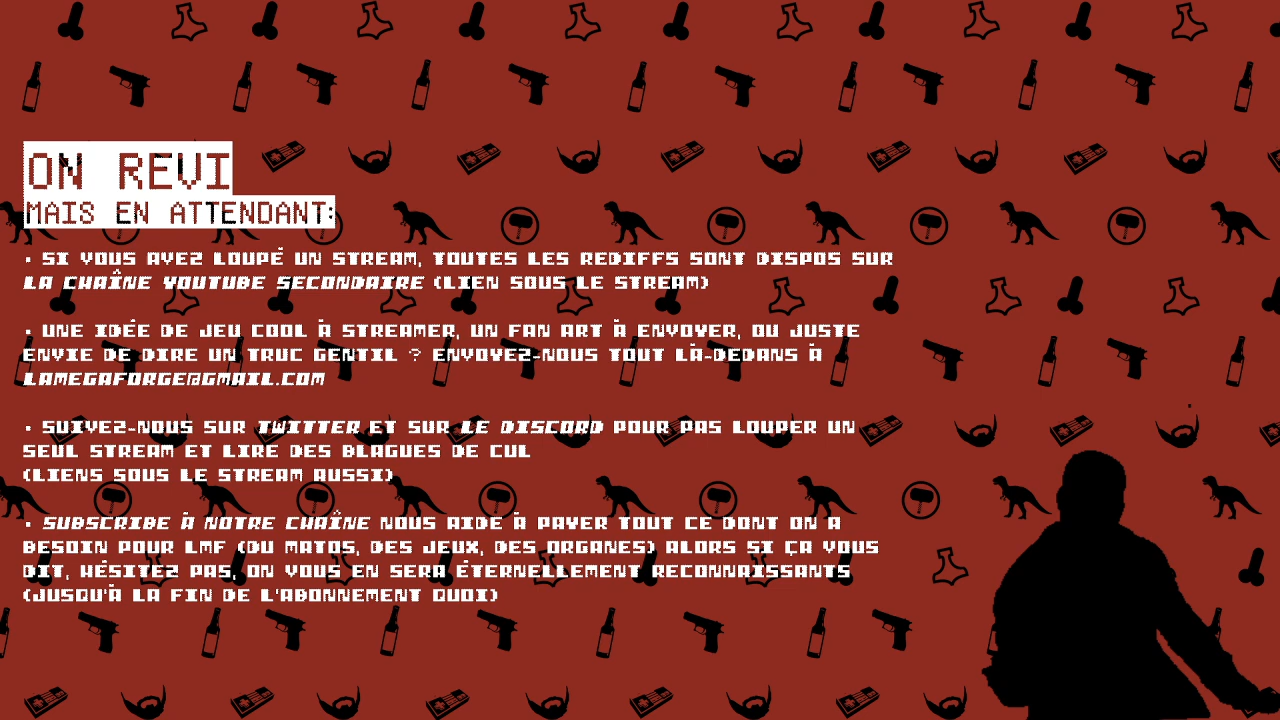 ON REVI
MAIS EN ATTENDANT:
• SI VOUS AVEZ LOUPÉ UN STREAM, TOUTES LES REDIFFS SONT DISPOS SUR
LA CHAÎNE YOUTUBE SECONDAIRE (LIEN SOUS LE STREAM)
• UNE IDÉE DE JEU COOL À STREAMER, UN FAN ART À ENVOYER, OU JUSTE
ENVIE DE DIRE UN TRUC GENTIL ? ENVOYEZ-NOUS TOUT LÀ-DEDANS À
LAMEGAFORGE@GMAIL.COM
• SUIVEZ-NOUS SUR TWITTER ET SUR LE DISCORD POUR PAS LOUPER UN
SEUL STREAM ET LIRE DES BLAGUES DE CUL
(LIENS SOUS LE STREAM AUSSI)
• SUBSCRIBE À NOTRE CHAÎNE NOUS AIDE À PAYER TOUT CE DONT ON A
BESOIN POUR LMF (DU MATOS, DES JEUX, DES ORGANES) ALORS SI ÇA VOUS
DIT, HÉSITEZ PAS, ON VOUS EN SERA ÉTERNELLEMENT RECONNAISSANTS
(JUSQU'À LA FIN DE L'ABONNEMENT QUOI)